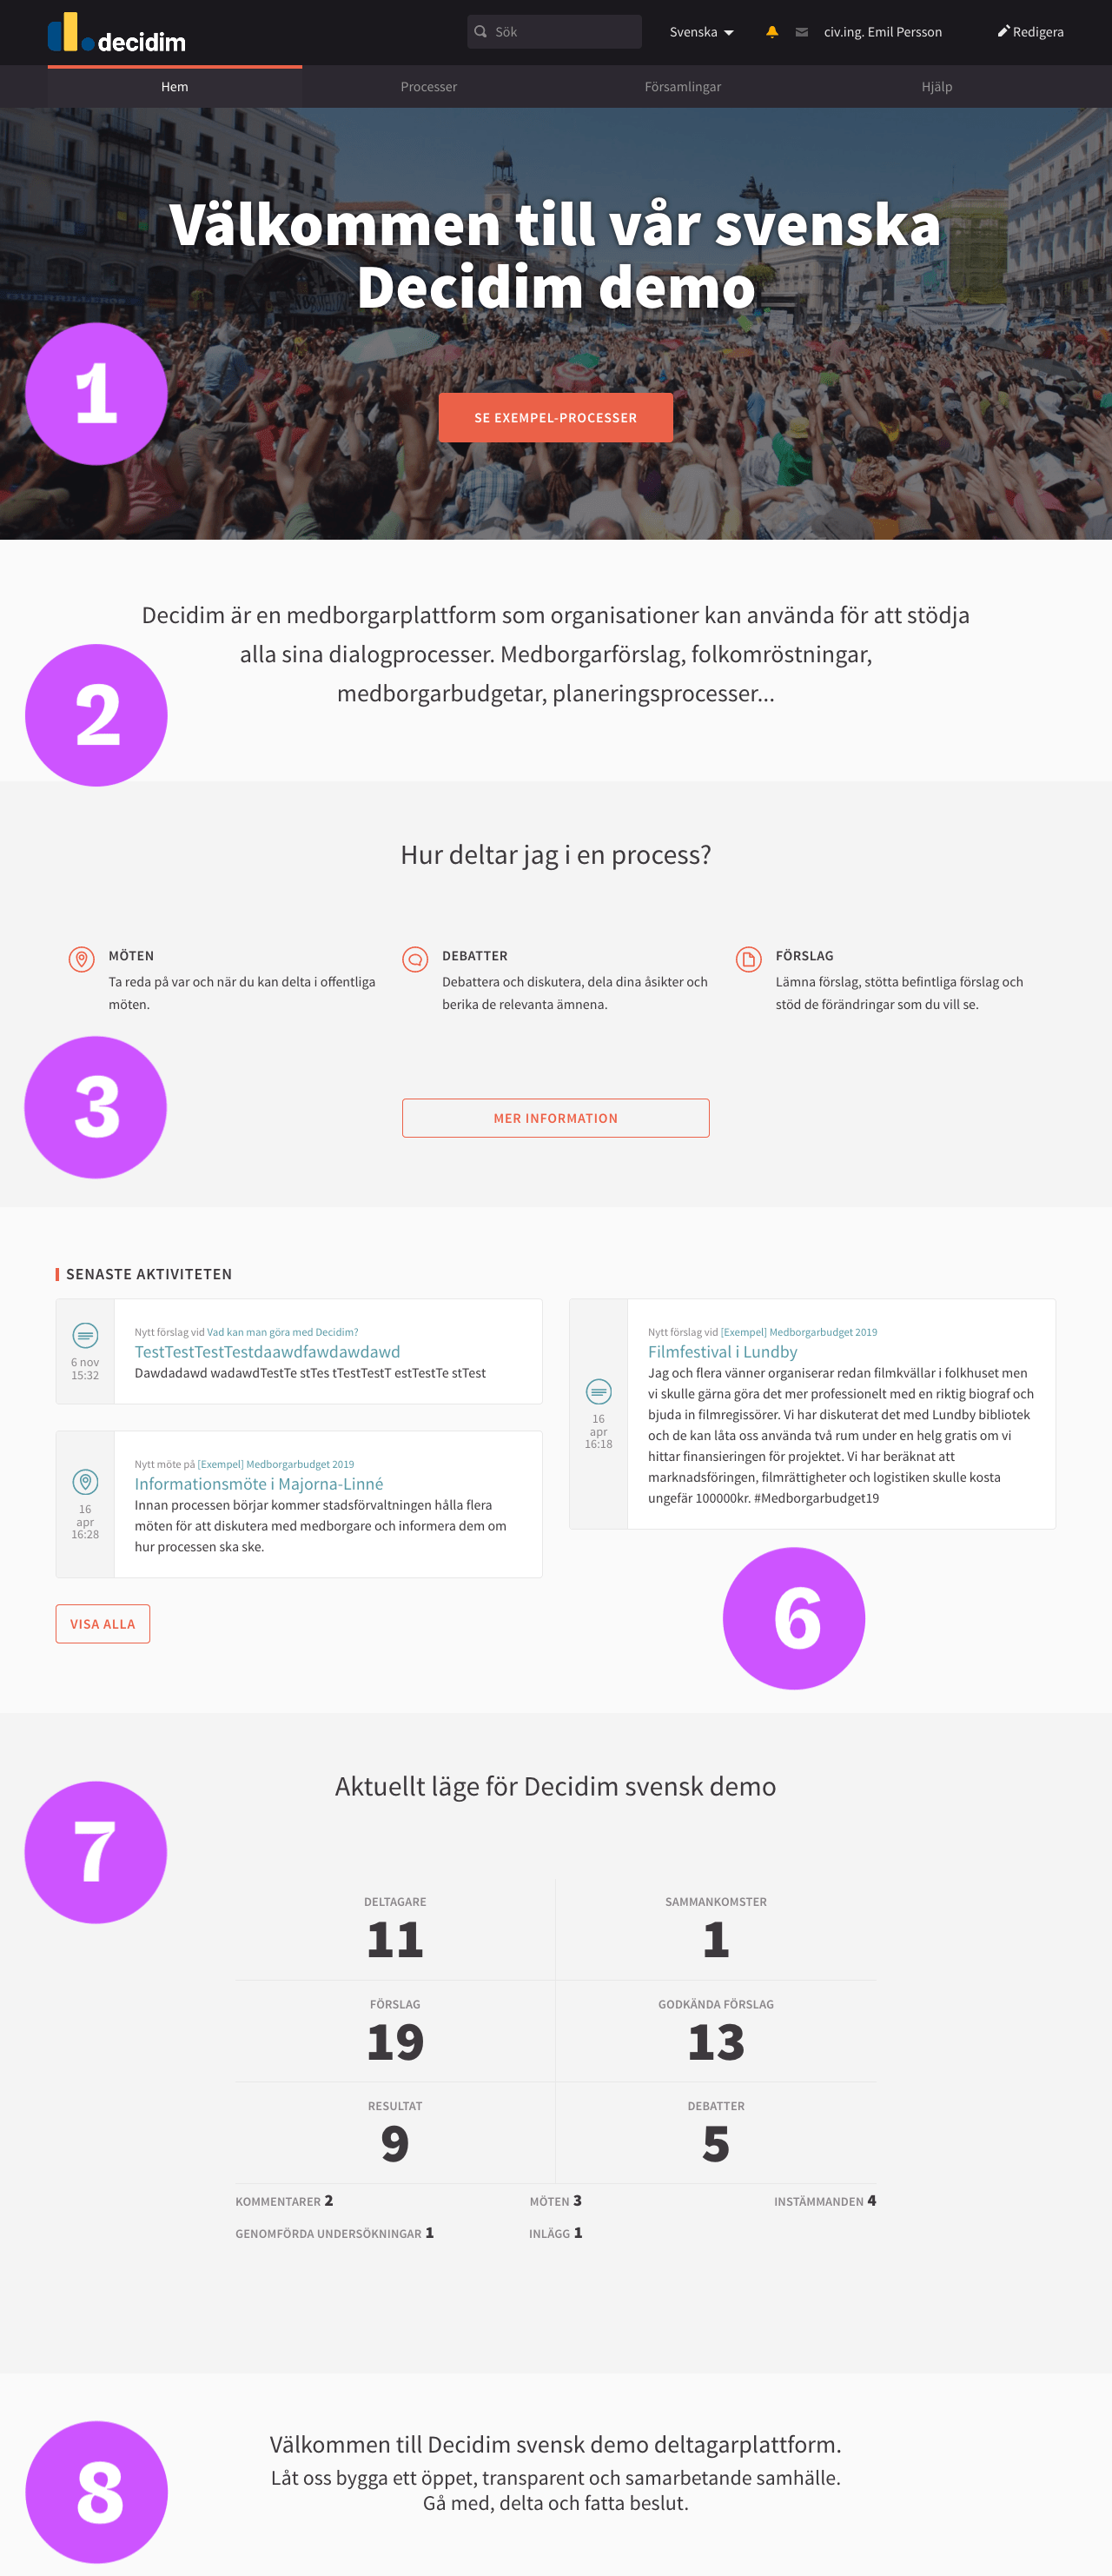 decidim
Sök
Svenska
civ.ing. Emil Persson
Redigera
Hem
Processer
Församlingar
Hjälp
Välkommen till vår svenska
Decidim demo
1
SE EXEMPEL-PROCESSER
Decidim är en medborgarplattform som organisationer kan använda för att stödja
alla sina dialogprocesser. Medborgarförslag, folkomröstningar,
medborgarbudgetar, planeringsprocesser...
2
Hur deltar jag i en process?
MÖTEN
Ta reda på var och när du kan delta i offentliga
möten.
DEBATTER
Debattera och diskutera, dela dina åsikter och
berika de relevanta ämnena.
FÖRSLAG
Lämna förslag, stötta befintliga förslag och
stöd de förändringar som du vill se.
3
MER INFORMATION
SENASTE AKTIVITETEN
6 nov
15:32
Nytt förslag vid Vad kan man göra med Decidim?
TestTestTestTestdaawdfawdawdawd
Dawdadawd wadawdTestTe stTes tTestTestT estTestTe stTest
16
apr
16:28
Nytt möte på [Exempel] Medborgarbudget 2019
Informationsmöte i Majorna-Linné
Innan processen börjar kommer stadsförvaltningen hålla flera
möten för att diskutera med medborgare och informera dem om
hur processen ska ske.
16
apr
16:18
Nytt förslag vid [Exempel] Medborgarbudget 2019
Filmfestival i Lundby
Jag och flera vänner organiserar redan filmkvällar i folkhuset men
vi skulle gärna göra det mer professionelt med en riktig biograf och
bjuda in filmregissörer. Vi har diskuterat det med Lundby bibliotek
och de kan låta oss använda två rum under en helg gratis om vi
hittar finansieringen för projektet. Vi har beräknat att
marknadsföringen, filmrättigheter och logistiken skulle kosta
ungefär 100000kr. #Medborgarbudget19
VISA ALLA
6
7
Aktuellt läge för Decidim svensk demo
DELTAGARE
11
SAMMANKOMSTER
1
FÖRSLAG
19
GODKÄNDA FÖRSLAG
13
RESULTAT
9
DEBATTER
5
KOMMENTARER 2
MÖTEN 3
INSTÄMMANDEN 4
GENOMFÖRDA UNDERSÖKNINGAR 1
INLÄGG 1
8
Välkommen till Decidim svensk demo deltagarplattform.
Låt oss bygga ett öppet, transparent och samarbetande samhälle.
Gå med, delta och fatta beslut.